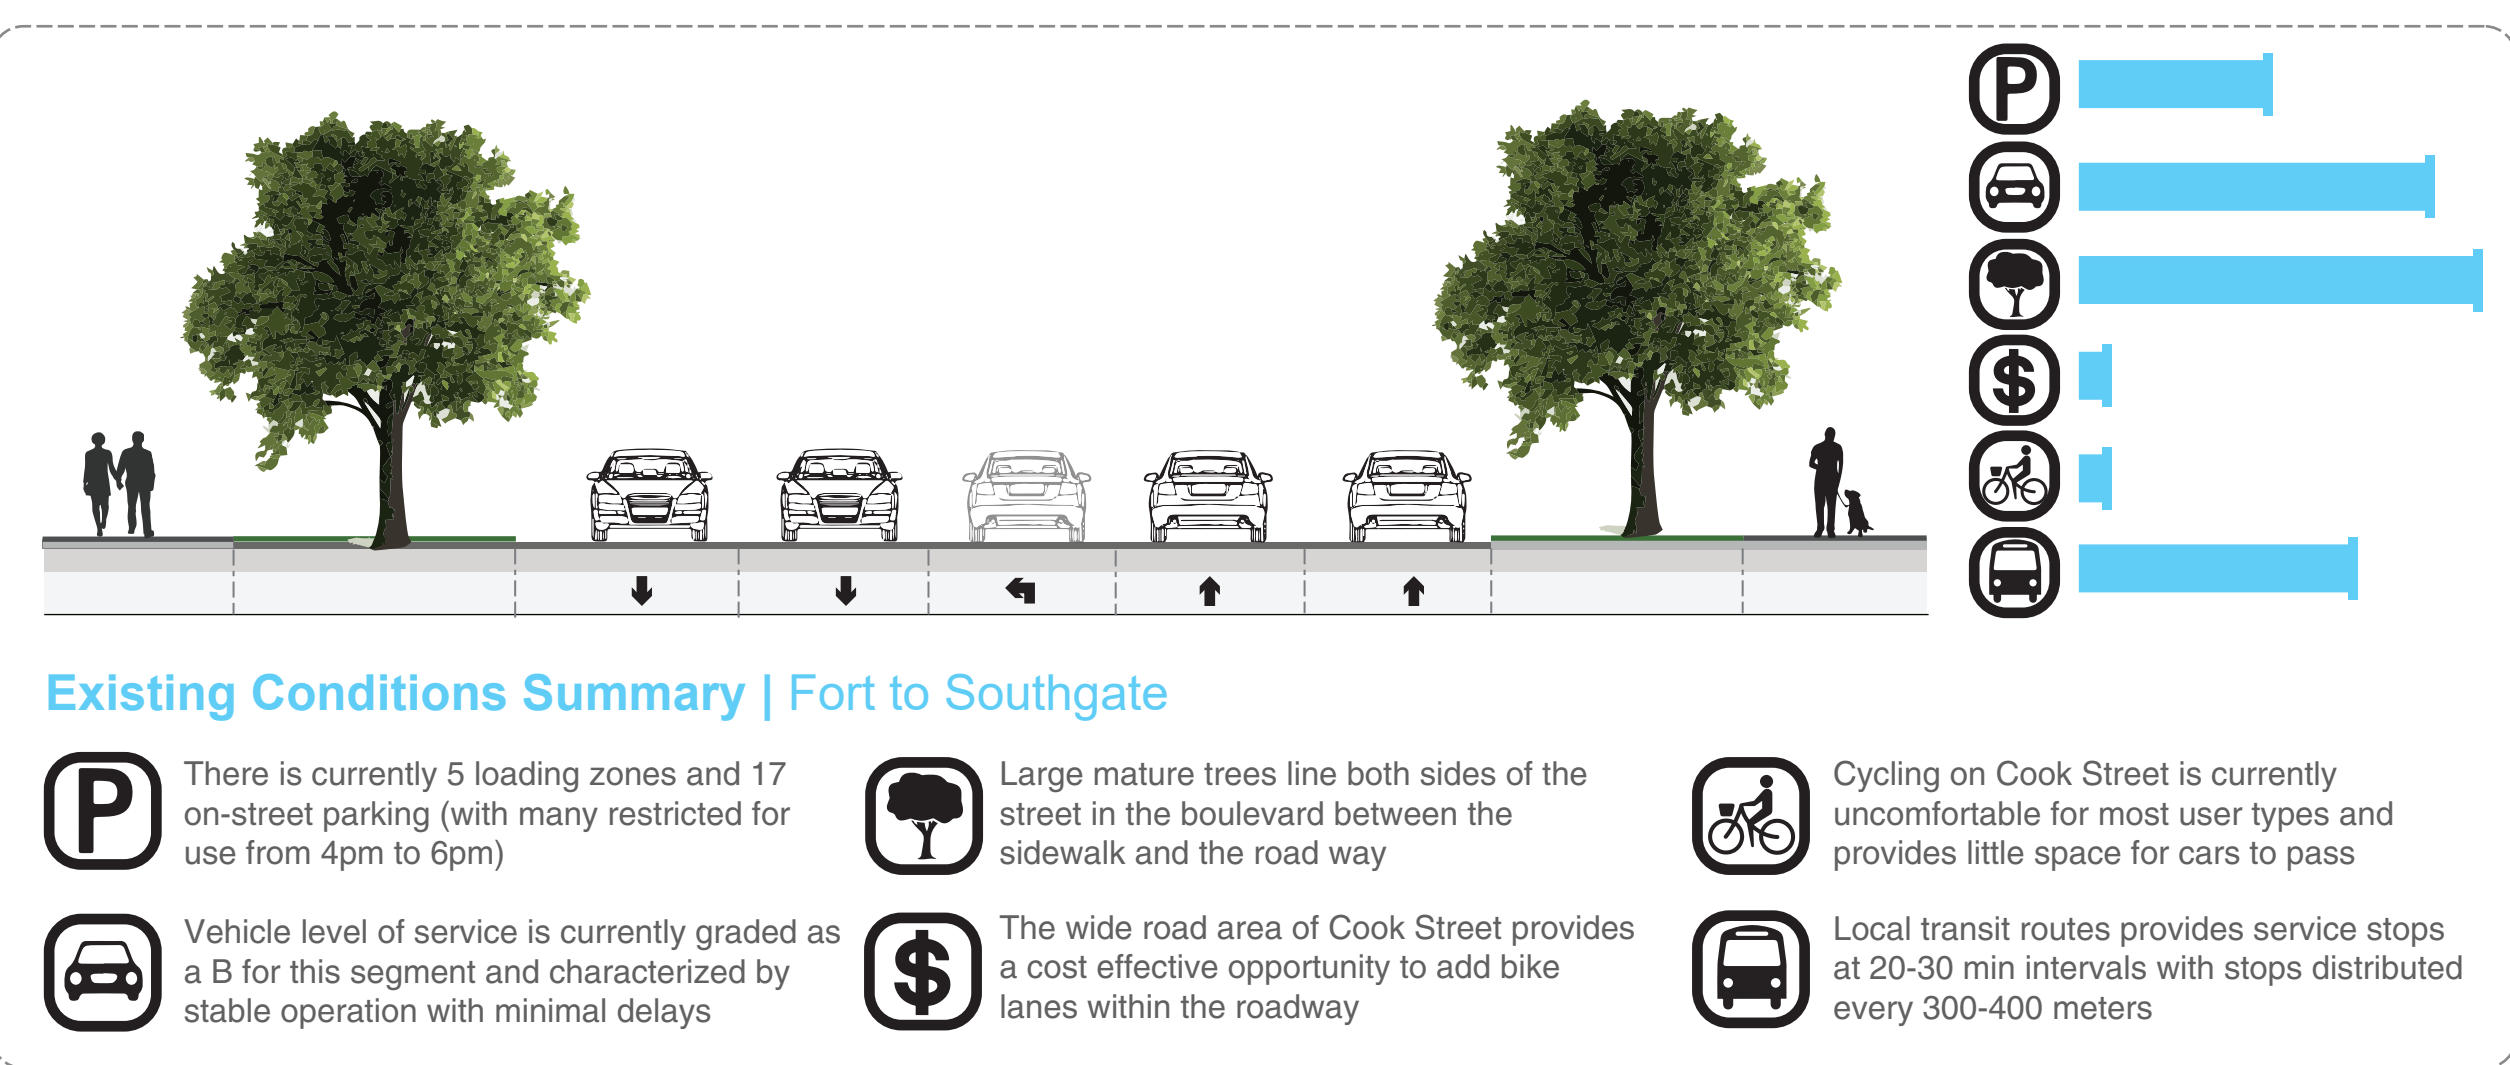 P
$
Existing Conditions Summary | Fort to Southgate
P
There is currently 5 loading zones and 17
on-street parking (with many restricted for
use from 4pm to 6pm)
Vehicle level of service is currently graded as
a B for this segment and characterized by
stable operation with minimal delays
Large mature trees line both sides of the
street in the boulevard between the
sidewalk and the road way
$
The wide road area of Cook Street provides
a cost effective opportunity to add bike
lanes within the roadway
Cycling on Cook Street is currently
uncomfortable for most user types and
provides little space for cars to pass
Local transit routes provides service stops
at 20-30 min intervals with stops distributed
every 300-400 meters